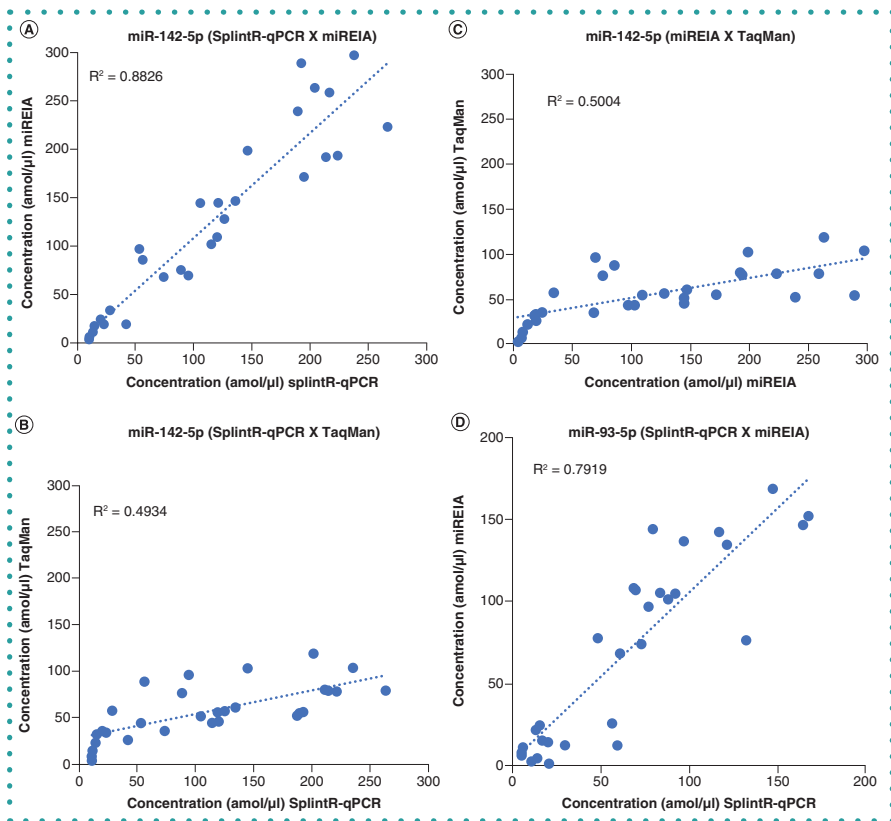 A
miR-142-5p (SplintR-qPCR X miREIA)
R² = 0.8826
Concentration (amol/µl) miREIA
300
250
200
150
100
50
0
0 50 100 150 200 250 300
Concentration (amol/µl) splintR-qPCR
B
miR-142-5p (SplintR-qPCR X TaqMan)
R² = 0.4934
Concentration (amol/µl) TaqMan
300
250
200
150
100
50
0
0 50 100 150 200 250 300
Concentration (amol/µl) SplintR-qPCR
C
miR-142-5p (miREIA X TaqMan)
R² = 0.5004
Concentration (amol/µl) TaqMan
300
250
200
150
100
50
0
0 50 100 150 200 250 300
Concentration (amol/µl) miREIA
D
miR-93-5p (SplintR-qPCR X miREIA)
R² = 0.7919
Concentration (amol/µl) miREIA
200
150
100
50
0
0 50 100 150 200
Concentration (amol/µl) SplintR-qPCR